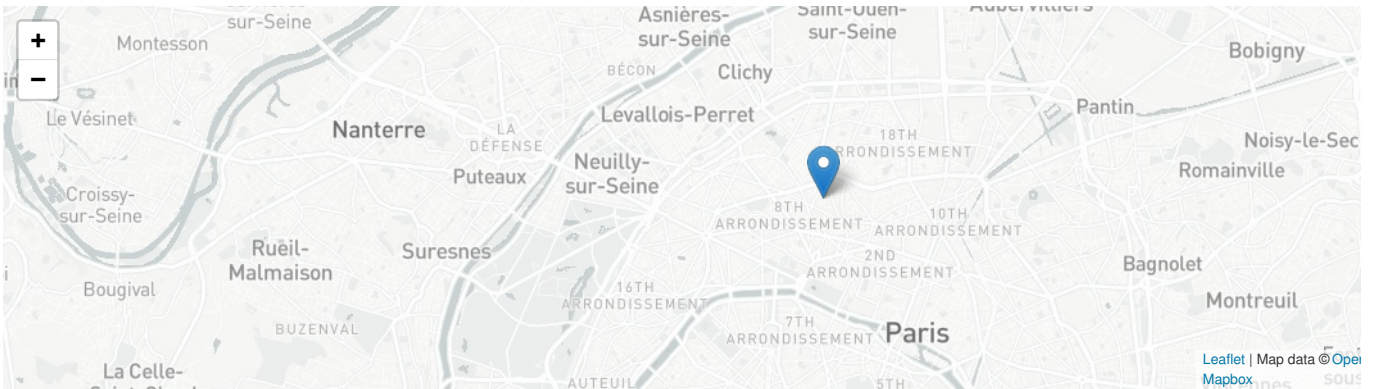 Asnières-
sur-Seine
Saint-Ouen-
sur-Seine
Aubervilliers
sur-Seine
+
Montesson
Bobigny
BÉCON
Clichy
−
Le Vésinet
Nanterre
LA
DÉFENSE
Levallois-Perret
Pantin
18TH
ARRONDISSEMENT
Noisy-le-Sec
Neuilly-
sur-Seine
Puteaux
Romainville
Croissy-
sur-Seine
8TH
ARRONDISSEMENT
10TH
ARRONDISSEMENT
Rueil-
Malmaison
Suresnes
2ND
ARRONDISSEMENT
Bagnolet
Bougival
16TH
ARRONDISSEMENT
Montreuil
BUZENVAL
7TH
ARRONDISSEMENT
Paris
La Celle-
AUTEUIL
5TH
Leaflet | Map data © Open
Mapbox